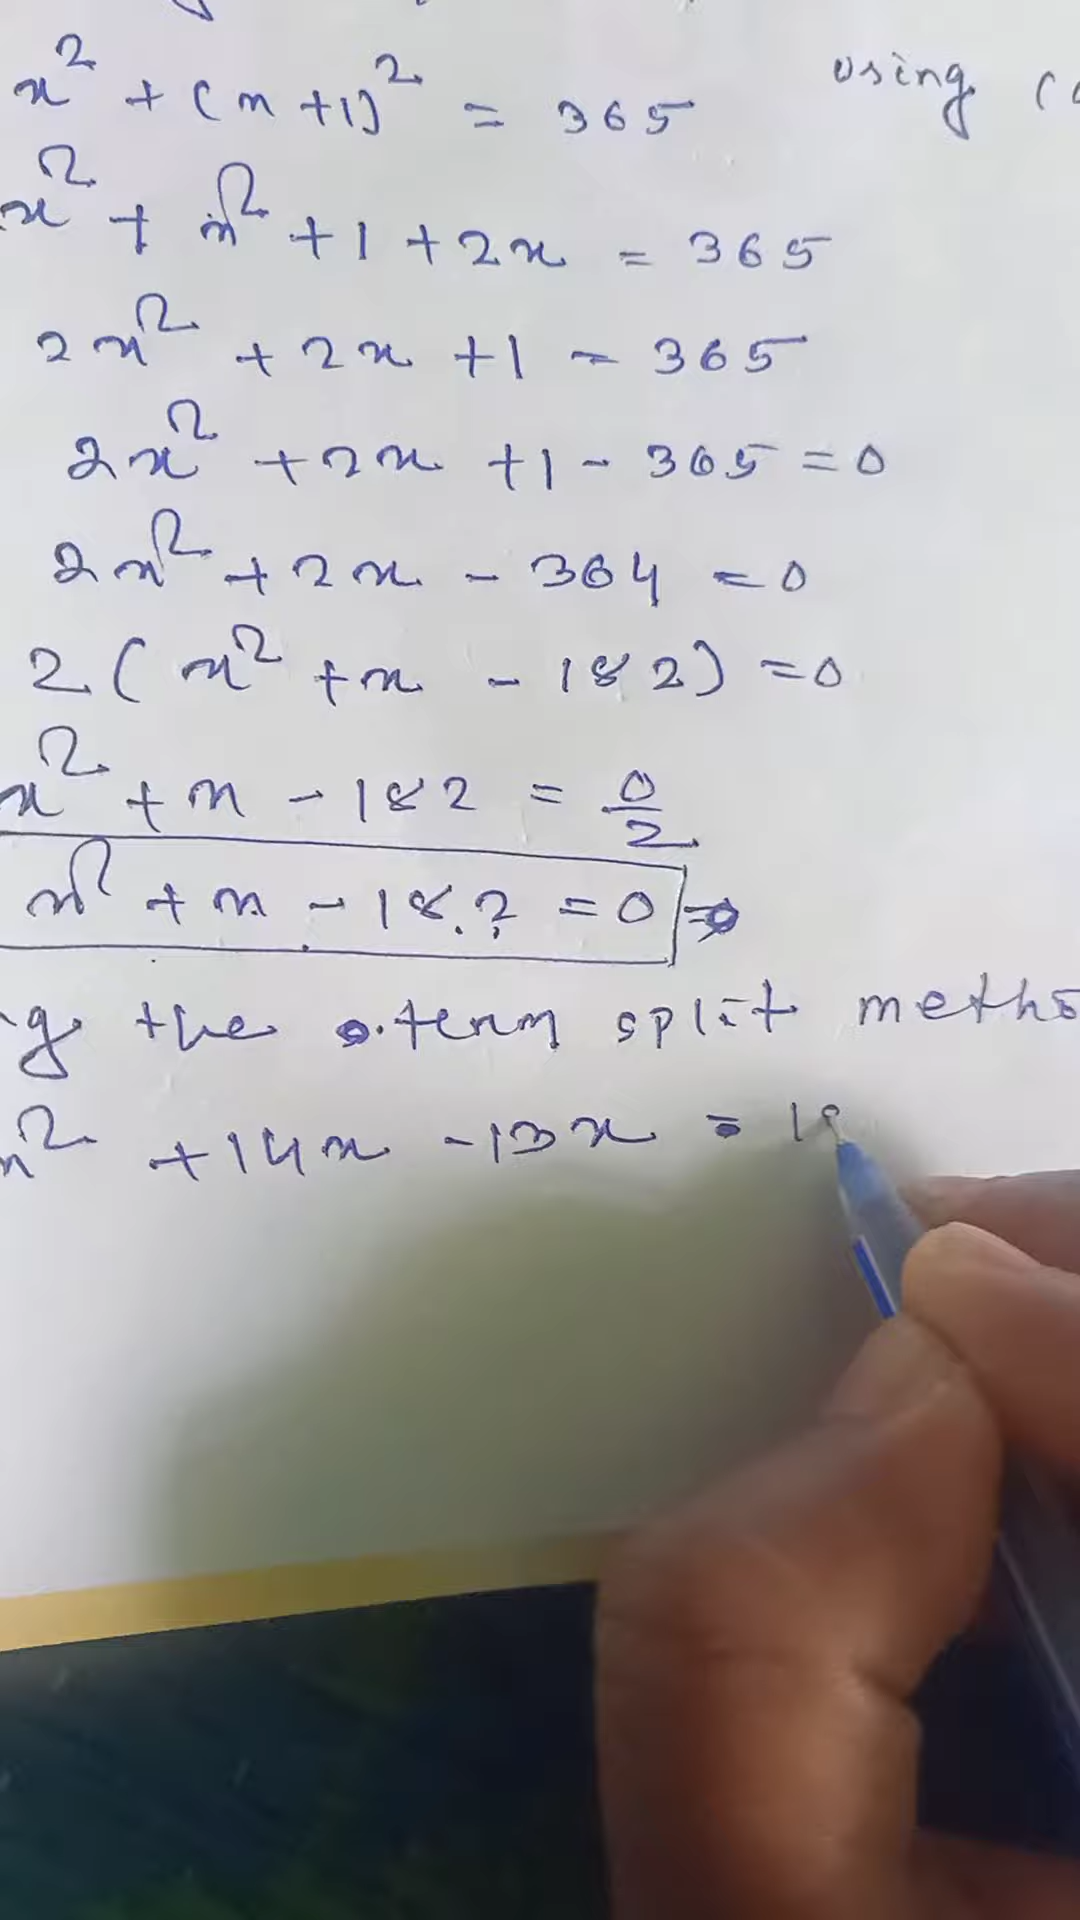 x² + (x + 1)² = 365 using (
x² + x² + 1 + 2x = 365
2x² + 2x + 1 = 365
2x² + 2x + 1 - 365 = 0
2x² + 2x - 364 = 0
2 ( x² + x - 182 ) = 0
x² + x - 182 = 0/2
x² + x - 182 = 0 ⇒
the term split metho
x² + 14x - 13x = 18